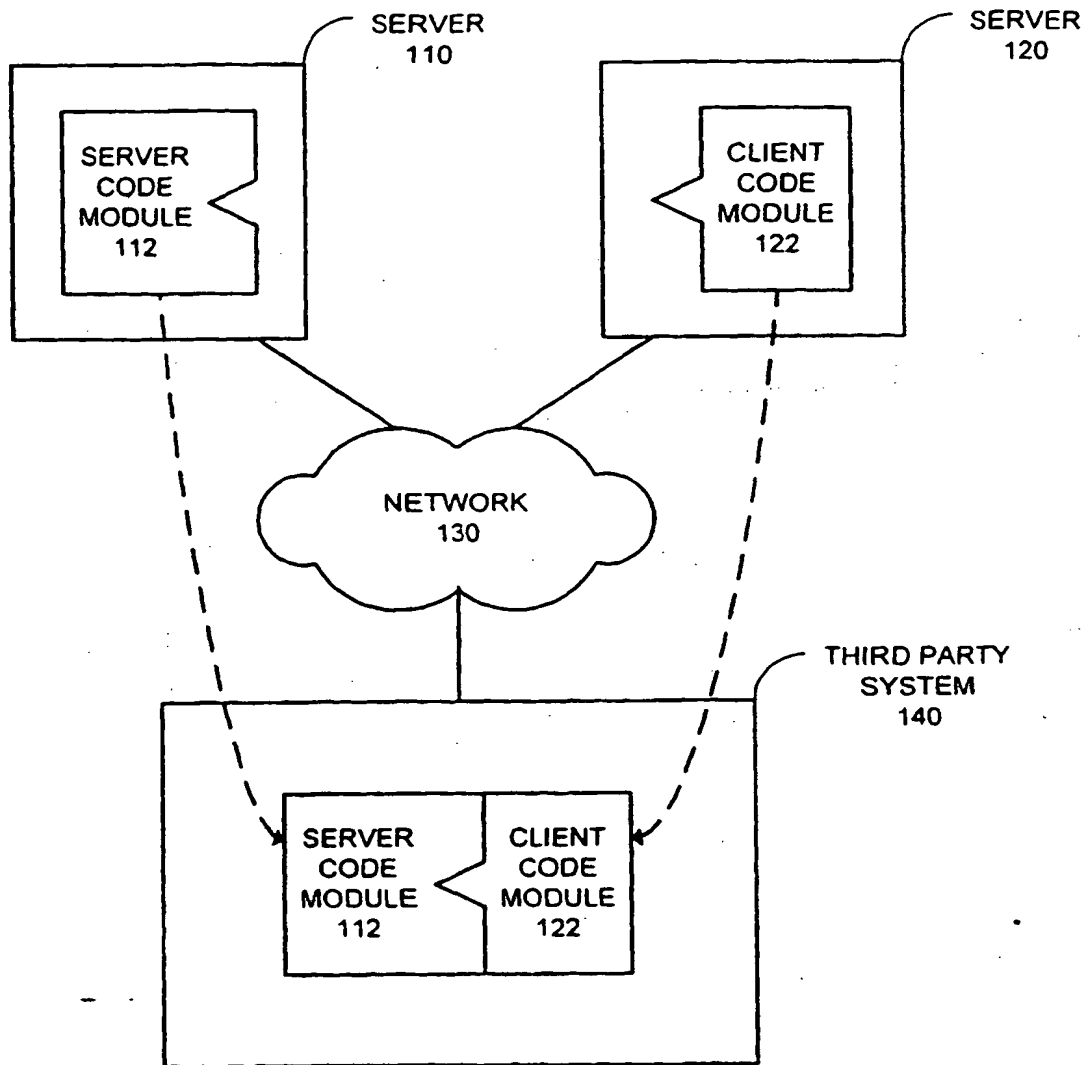 SERVER
110
SERVER
120
SERVER
CODE
MODULE
112
CLIENT
CODE
MODULE
122
NETWORK
130
THIRD PARTY
SYSTEM
140
SERVER
CODE
MODULE
112
CLIENT
CODE
MODULE
122